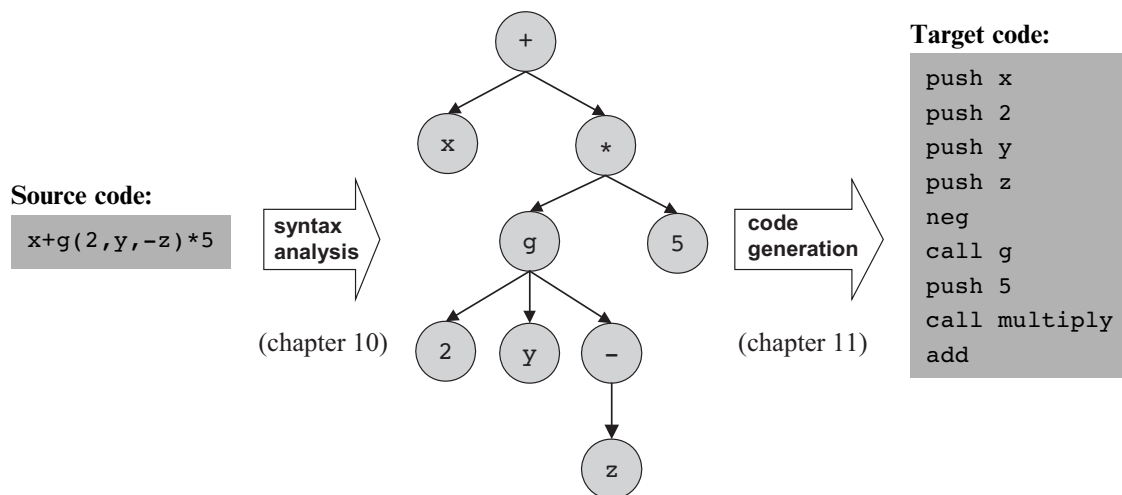 Source code:
x+g(2,y,-z)*5
syntax
analysis
(chapter 10)
+
x
*
g
5
2
y
-
z
code
generation
(chapter 11)
Target code:
push x
push 2
push y
push z
neg
call g
push 5
call multiply
add